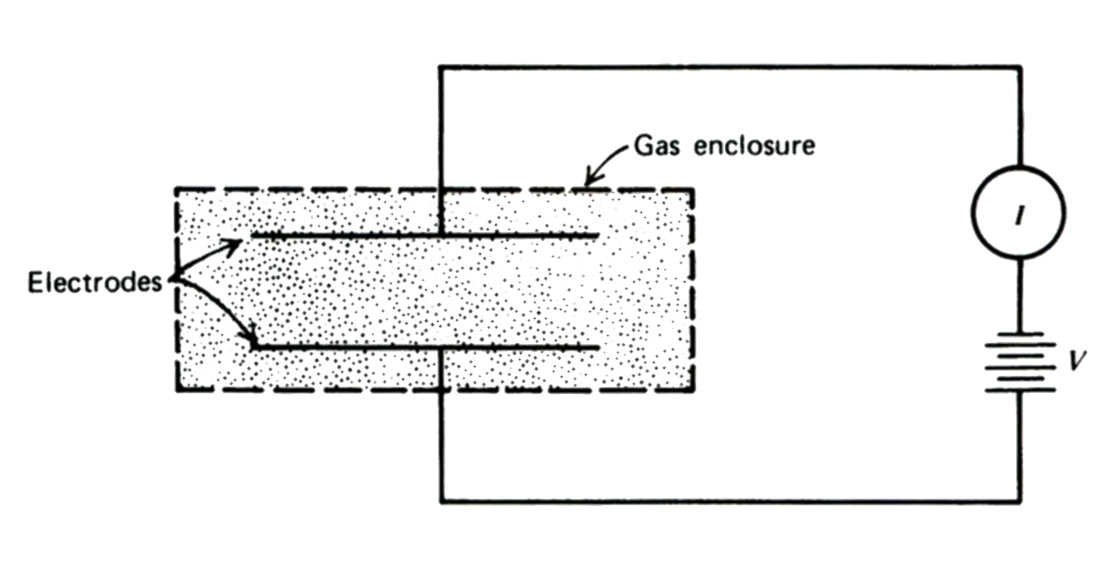 Gas enclosure
Electrodes
I
V